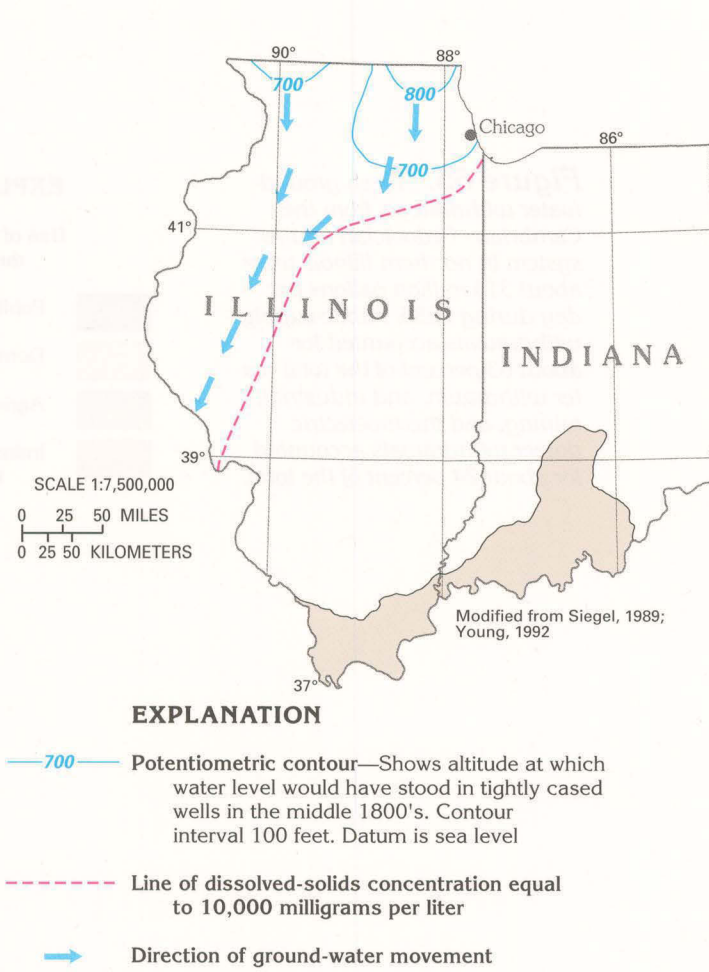 90°
88°
700
800
Chicago
86°
700
41°
ILLINOIS
INDIANA
39°
SCALE 1:7,500,000
0 25 50 MILES
0 25 50 KILOMETERS
Modified from Siegel, 1989;
Young, 1992
37°
EXPLANATION
700 Potentiometric contour—Shows altitude at which
water level would have stood in tightly cased
wells in the middle 1800's. Contour
interval 100 feet. Datum is sea level
Line of dissolved-solids concentration equal
to 10,000 milligrams per liter
Direction of ground-water movement